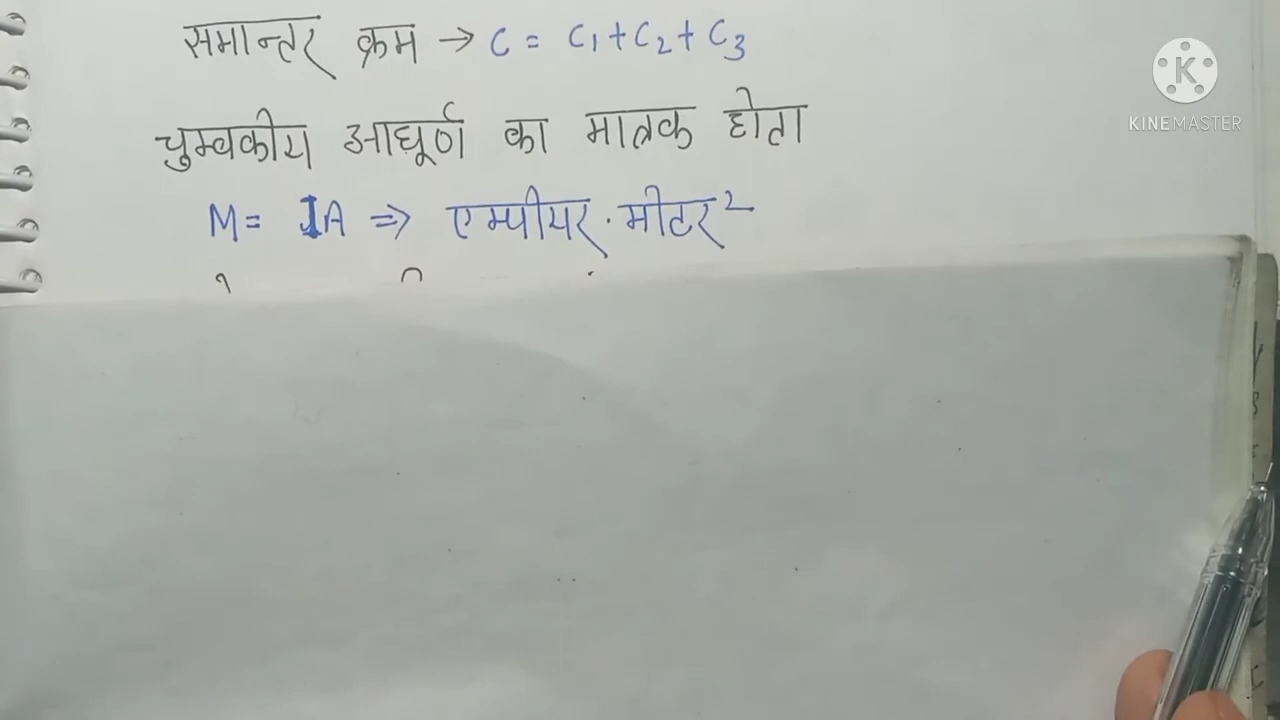 समान्तर क्रम → C = C₁+C₂+C₃
K
KINEMASTER
चुम्बकीय आघूर्ण का मात्रक होता
M = IA ⇒ एम्पीयर · मीटर²